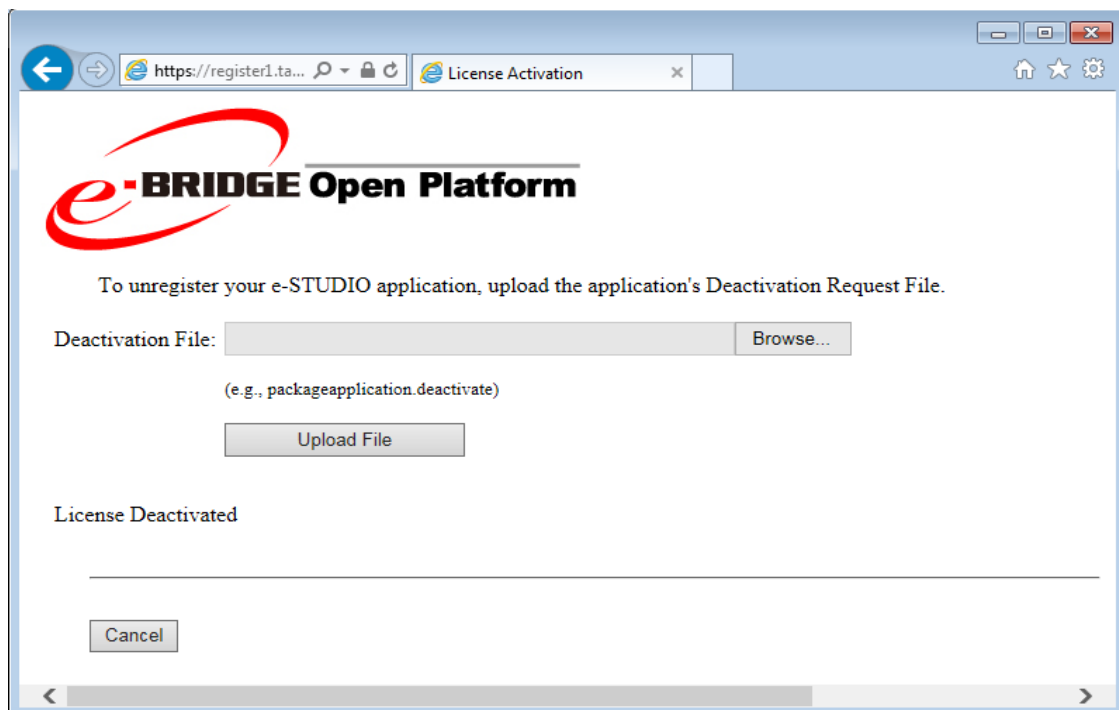 https://register1.ta...
License Activation
e-BRIDGE Open Platform
To unregister your e-STUDIO application, upload the application's Deactivation Request File.
Deactivation File:
Browse...
(e.g., packageapplication.deactivate)
Upload File
License Deactivated
Cancel